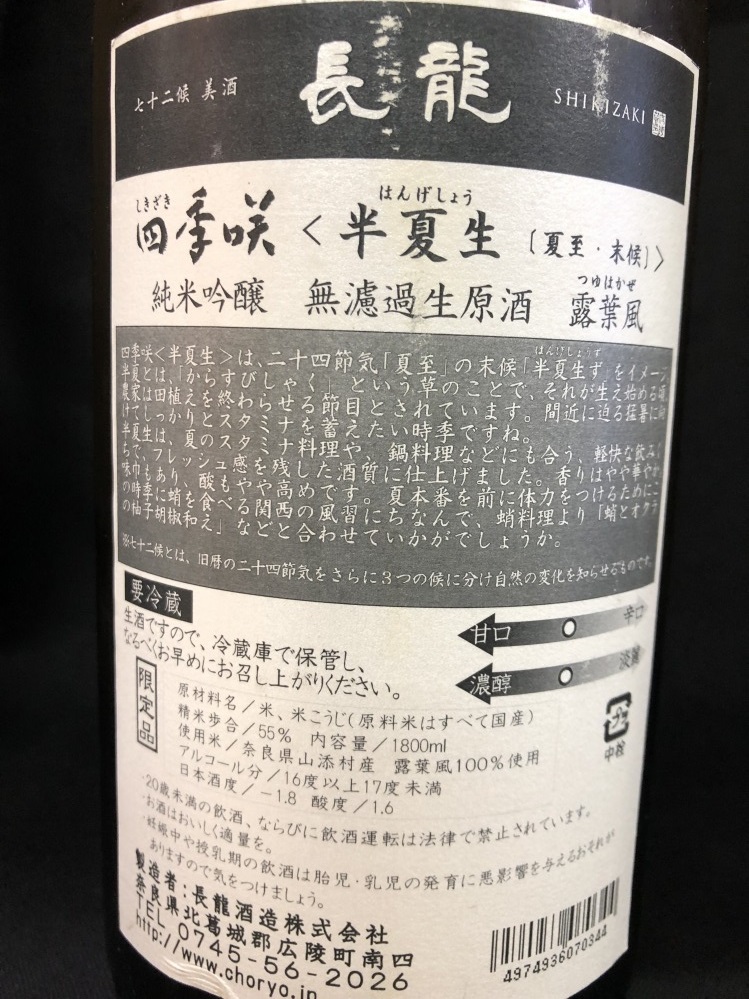 七十二候 美酒
長龍
SHIKIZAKI
しきざき はんげしょう
四季咲<半夏生〔夏至・末候〕>
つゆはかぜ
純米吟醸 無濾過生原酒 露葉風
はんげしょうず
四季咲<半夏生>は、二十四節気「夏至」の末候「半夏生ず」をイメージ
半夏とは「からすびしゃく」という草のことで、それが生え始める頃
農家では田植えを終わらせる節目とされています。間近に迫る猛暑に向
けて、しっかり夏のスタミナを蓄えたい時季ですね。
半夏生は、スタミナ料理や、鍋料理などにも合う、軽快な飲み
フレッシュ感を残した酒質に仕上げました。香りはやや華やか、
味巾もあり、酸もやや高めです。夏本番を前に体力をつけるためにこ
の時季に蛸を食べる関西の風習にちなんで、蛸料理より「蛸とオクラ
の柚子胡椒和え」などと合わせていかがでしょうか。
※七十二候とは、旧暦の二十四節気をさらに3つの候に分け自然の変化を知らせるものです。
要冷蔵
生酒ですので、冷蔵庫で保管し、
なるべくお早めにお召し上がりください。
甘口 辛口
濃醇 淡麗
限定品
原材料名/米、米こうじ(原料米はすべて国産)
精米歩合/55% 内容量/1800ml
使用米/奈良県山添村産 露葉風100%使用
アルコール分/16度以上17度未満
日本酒度/−1.8 酸度/1.6
プラ
中栓
・20歳未満の飲酒、ならびに飲酒運転は法律で禁止されています。
・お酒はおいしく適量を。
・妊娠中や授乳期の飲酒は胎児・乳児の発育に悪影響を与えるおそれが
ありますので気をつけましょう。
製造者:長龍酒造株式会社
奈良県北葛城郡広陵町南四
TEL 0745-56-2026
http://www.choryo.jp
4974936070344